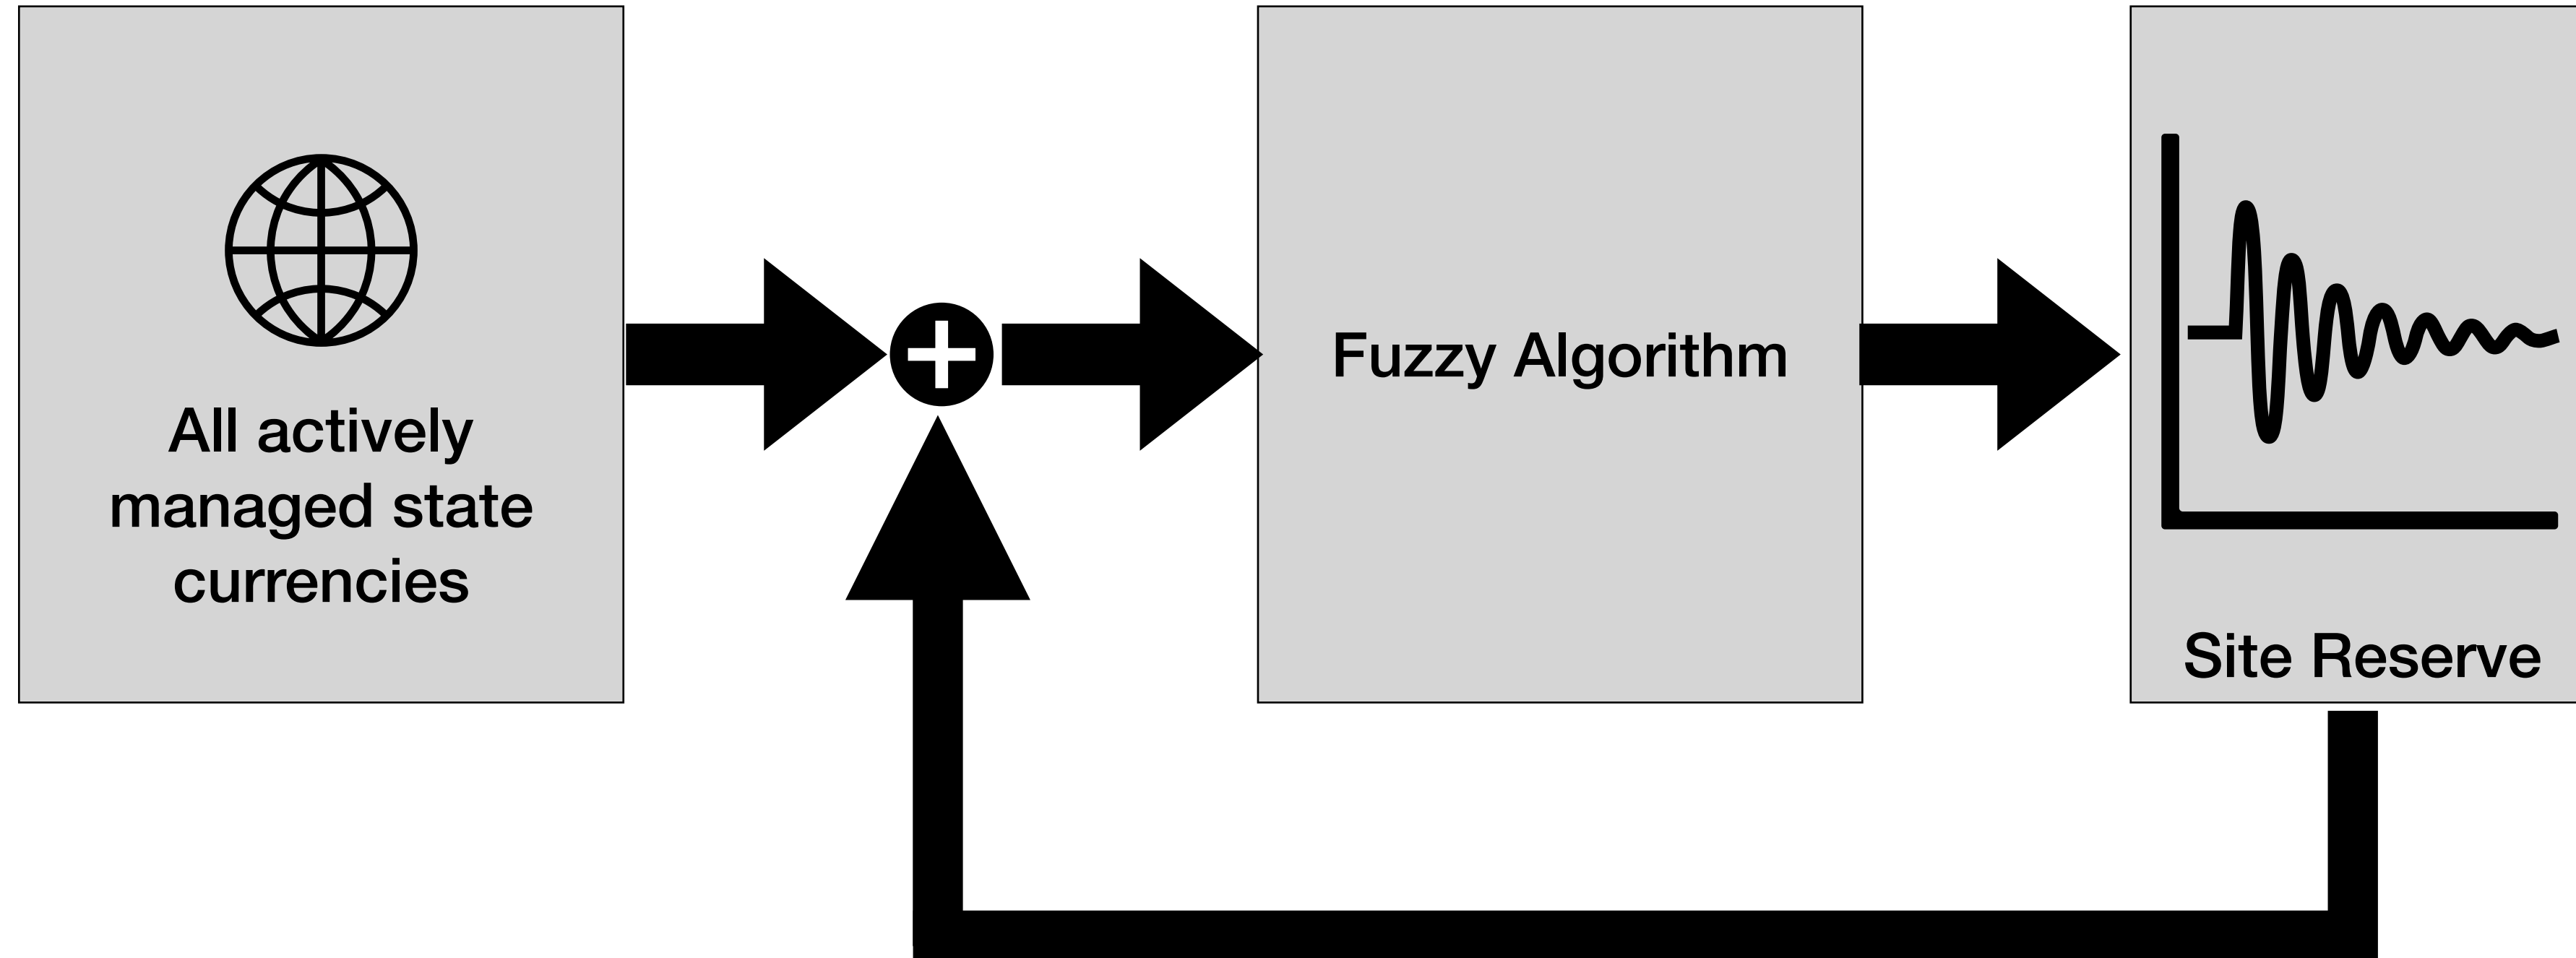 All actively
managed state
currencies
Fuzzy Algorithm
Site Reserve